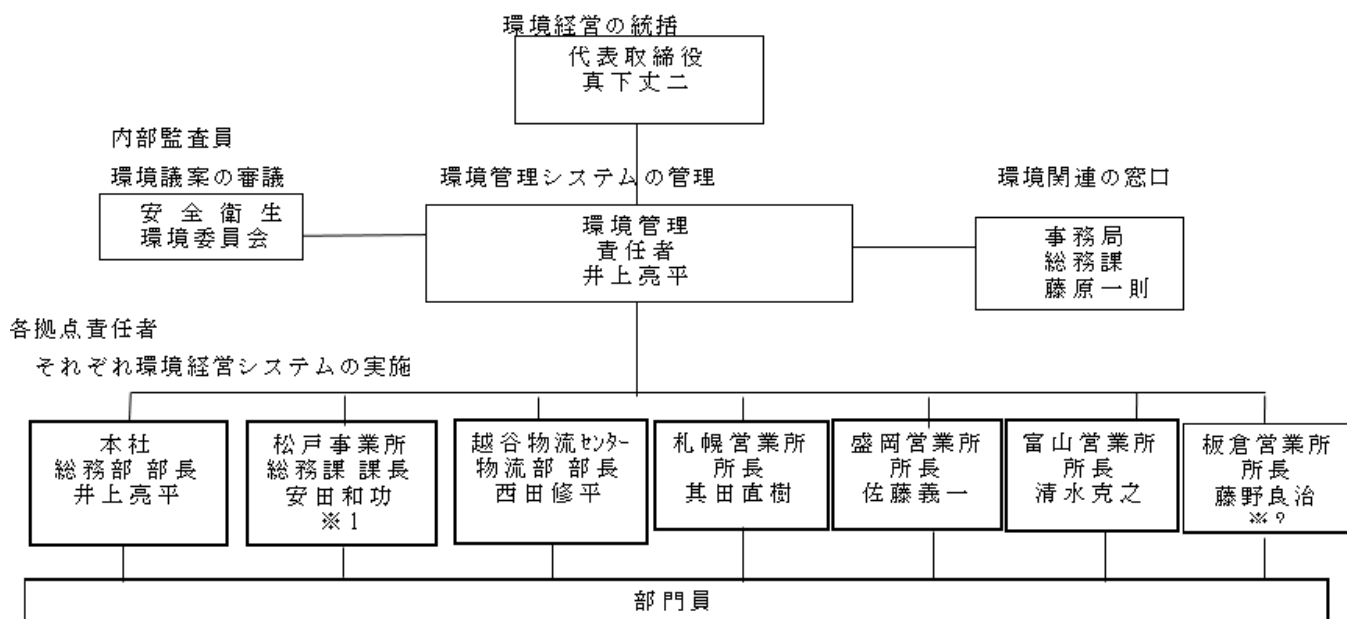 環境経営の統括
代表取締役
真下丈二
内部監査員
環境議案の審議
安全衛生
環境委員会
環境管理システムの管理
環境管理
責任者
井上亮平
環境関連の窓口
事務局
総務課
藤原一則
各拠点責任者
それぞれ環境経営システムの実施
本社
総務部 部長
井上亮平
松戸事業所
総務課 課長
安田和功
※1
越谷物流センター
物流部 部長
西田修平
札幌営業所
所長
其田直樹
盛岡営業所
所長
佐藤義一
富山営業所
所長
清水克之
板倉営業所
所長
藤野良治
部門員